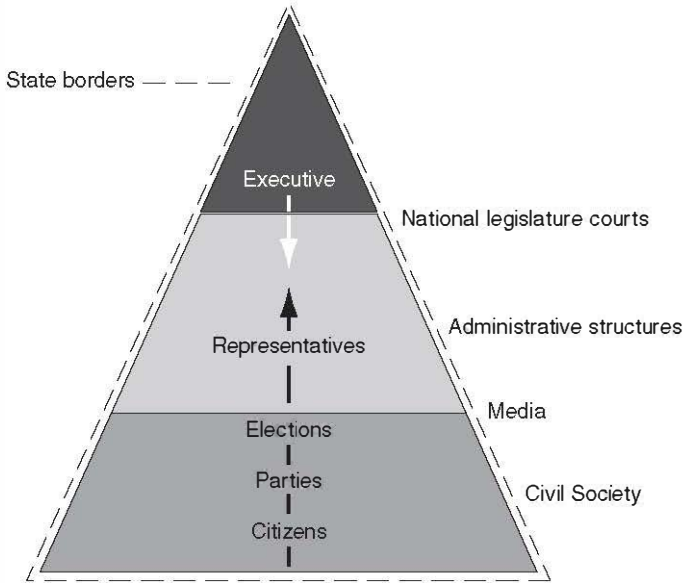 State borders
Executive
National legislature courts
Administrative structures
Representatives
Media
Elections
Parties
Civil Society
Citizens